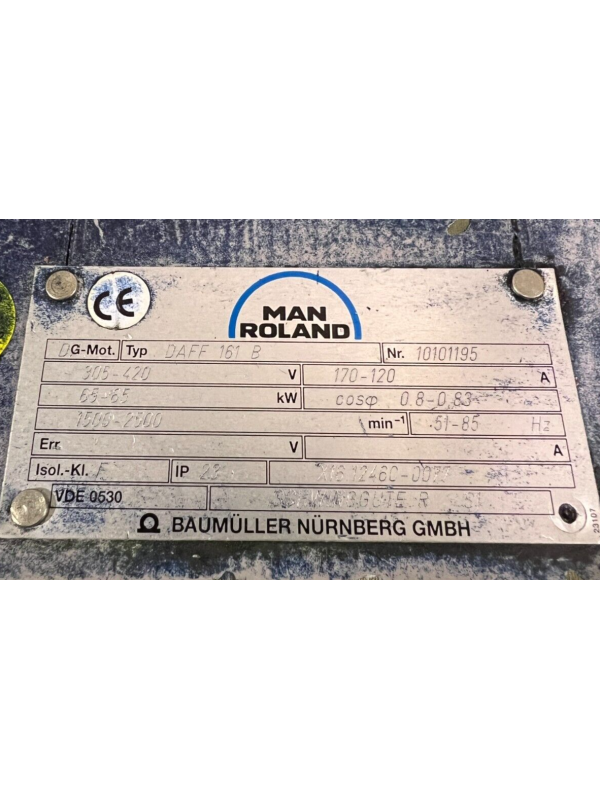 CE
MAN
ROLAND
DG-Mot. Typ DAFF 161 B Nr. 10101195
305-420 V 170-120 A
65-65 kW cosφ 0.8-0,83
1500-2500 min⁻¹ 51-85 Hz
Err. V A
Isol.-Kl. F IP 23
VDE 0530
BAUMÜLLER NÜRNBERG GMBH
23107